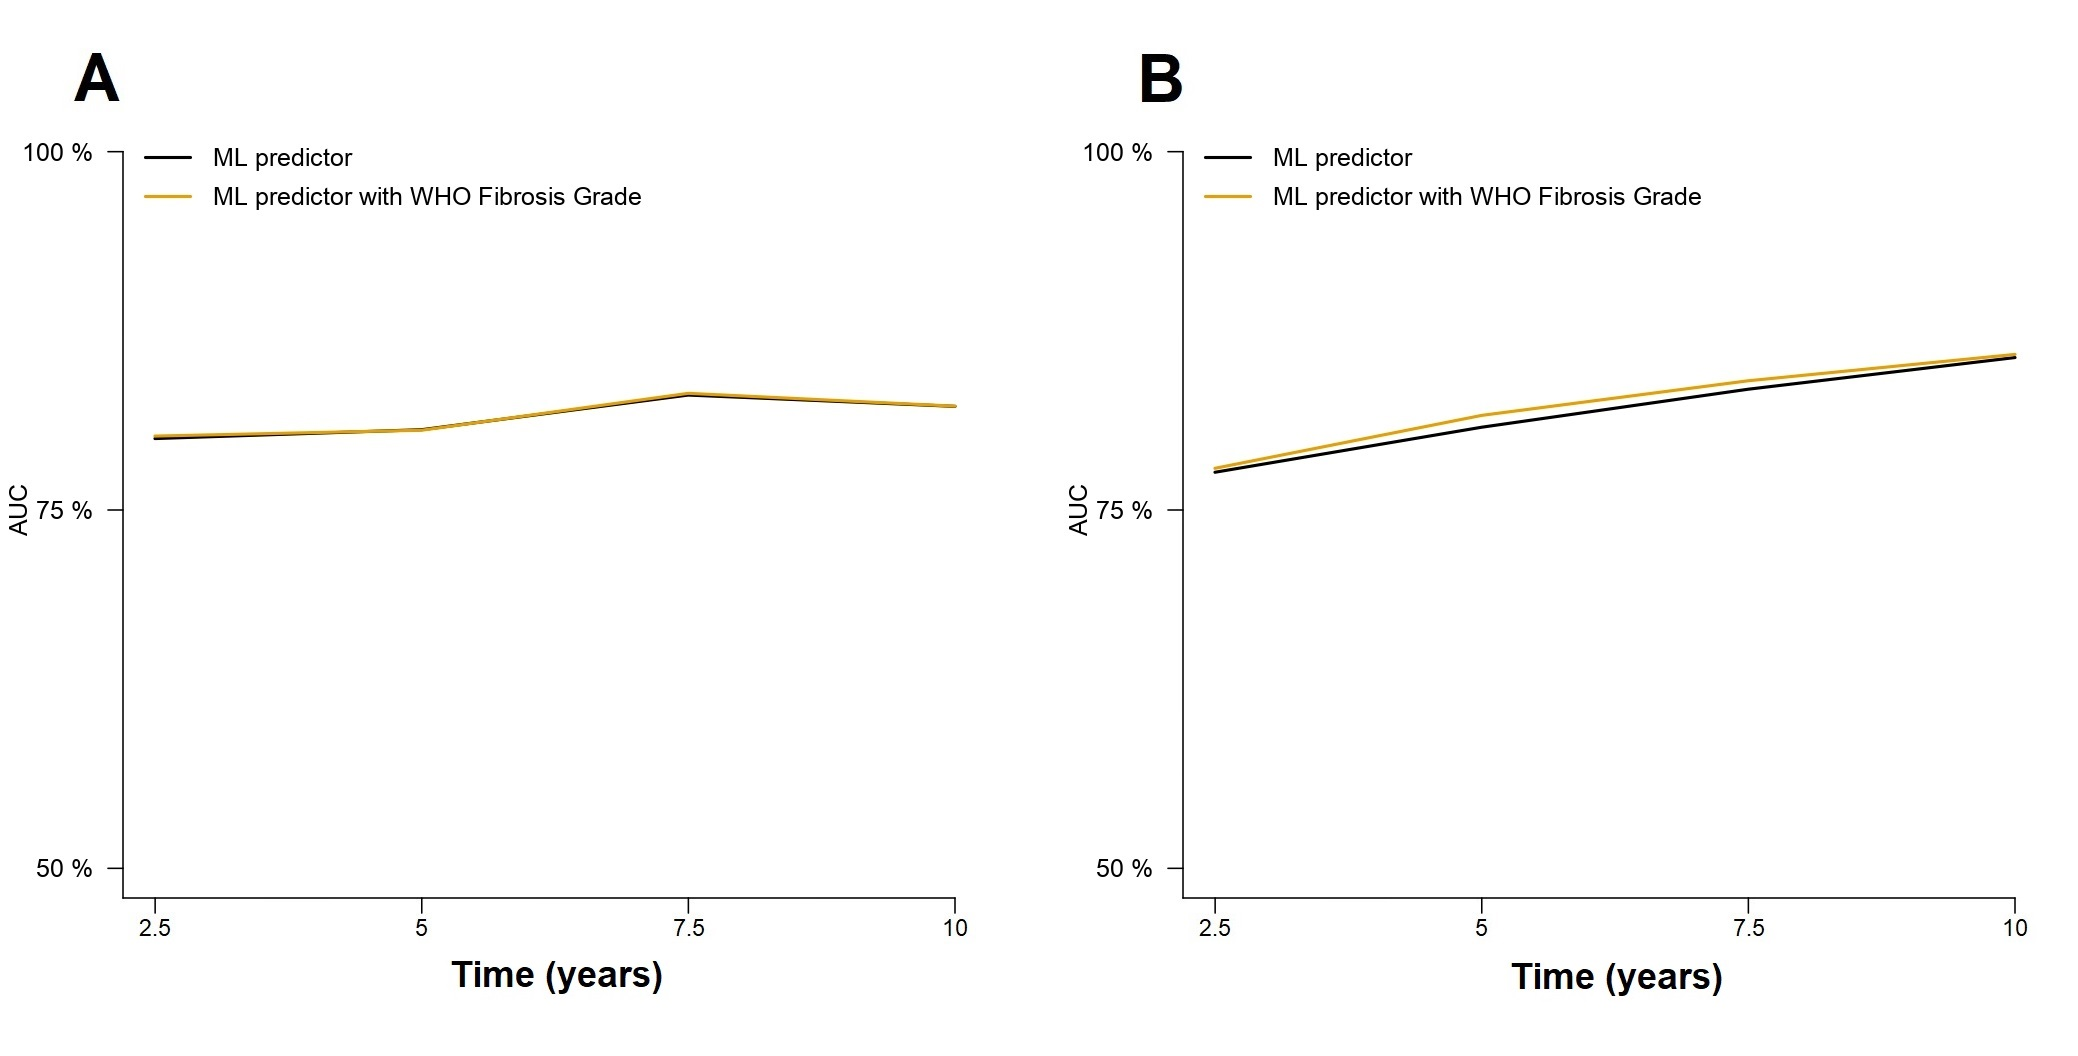 A
100 %
75 %
50 %
AUC
ML predictor
ML predictor with WHO Fibrosis Grade
2.5
5
7.5
10
Time (years)
B
100 %
75 %
50 %
AUC
ML predictor
ML predictor with WHO Fibrosis Grade
2.5
5
7.5
10
Time (years)